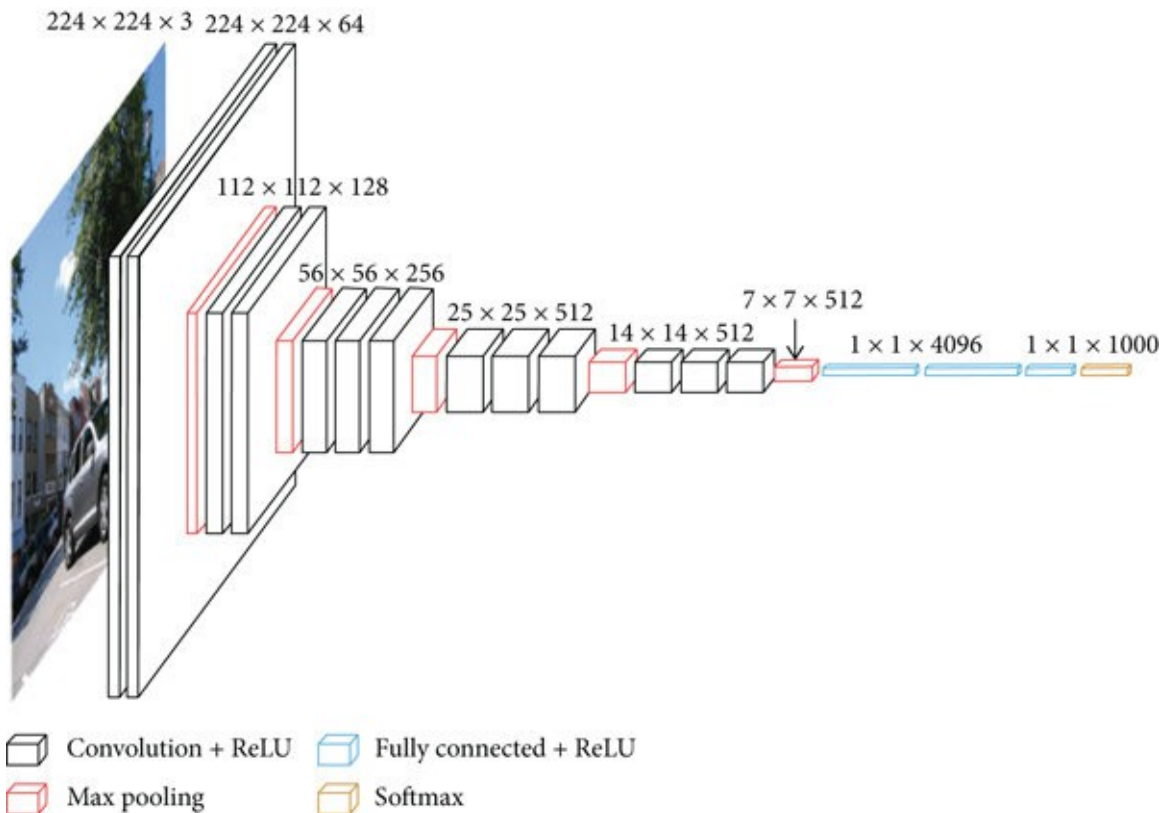 224 × 224 × 3
224 × 224 × 64
112 × 112 × 128
56 × 56 × 256
25 × 25 × 512
14 × 14 × 512
7 × 7 × 512
1 × 1 × 4096
1 × 1 × 1000
Convolution + ReLU
Fully connected + ReLU
Max pooling
Softmax